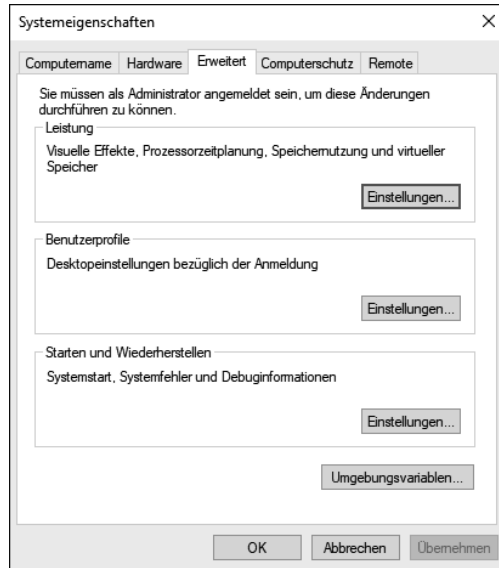 Systemeigenschaften
Computername Hardware Erweitert Computerschutz Remote
Sie müssen als Administrator angemeldet sein, um diese Änderungen
durchführen zu können.
Leistung
Visuelle Effekte, Prozessorzeitplanung, Speichernutzung und virtueller
Speicher
Einstellungen...
Benutzerprofile
Desktopeinstellungen bezüglich der Anmeldung
Einstellungen...
Starten und Wiederherstellen
Systemstart, Systemfehler und Debuginformationen
Einstellungen...
Umgebungsvariablen...
OK Abbrechen Übernehmen